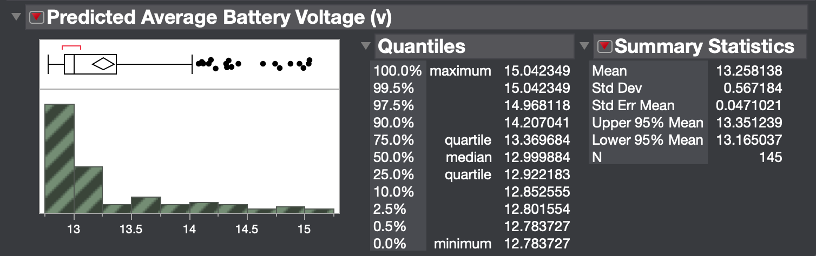 Predicted Average Battery Voltage (v)
13 13.5 14 14.5 15
Quantiles
100.0% maximum 15.042349
99.5% 15.042349
97.5% 14.968118
90.0% 14.207041
75.0% quartile 13.369684
50.0% median 12.999884
25.0% quartile 12.922183
10.0% 12.852555
2.5% 12.801554
0.5% 12.783727
0.0% minimum 12.783727
Summary Statistics
Mean 13.258138
Std Dev 0.567184
Std Err Mean 0.0471021
Upper 95% Mean 13.351239
Lower 95% Mean 13.165037
N 145